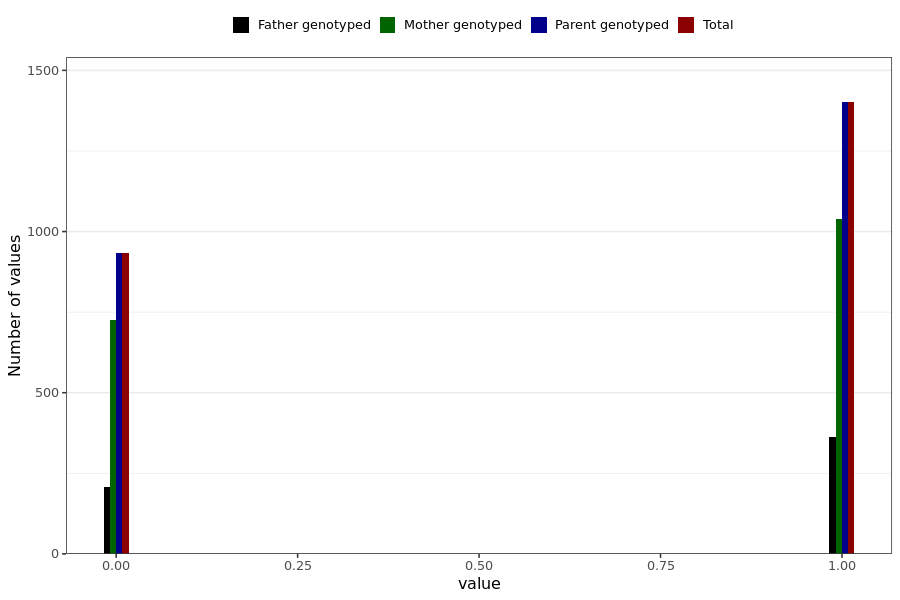 Father genotyped Mother genotyped Parent genotyped Total
1500
1000
500
0
Number of values
0.00 0.25 0.50 0.75 1.00
value